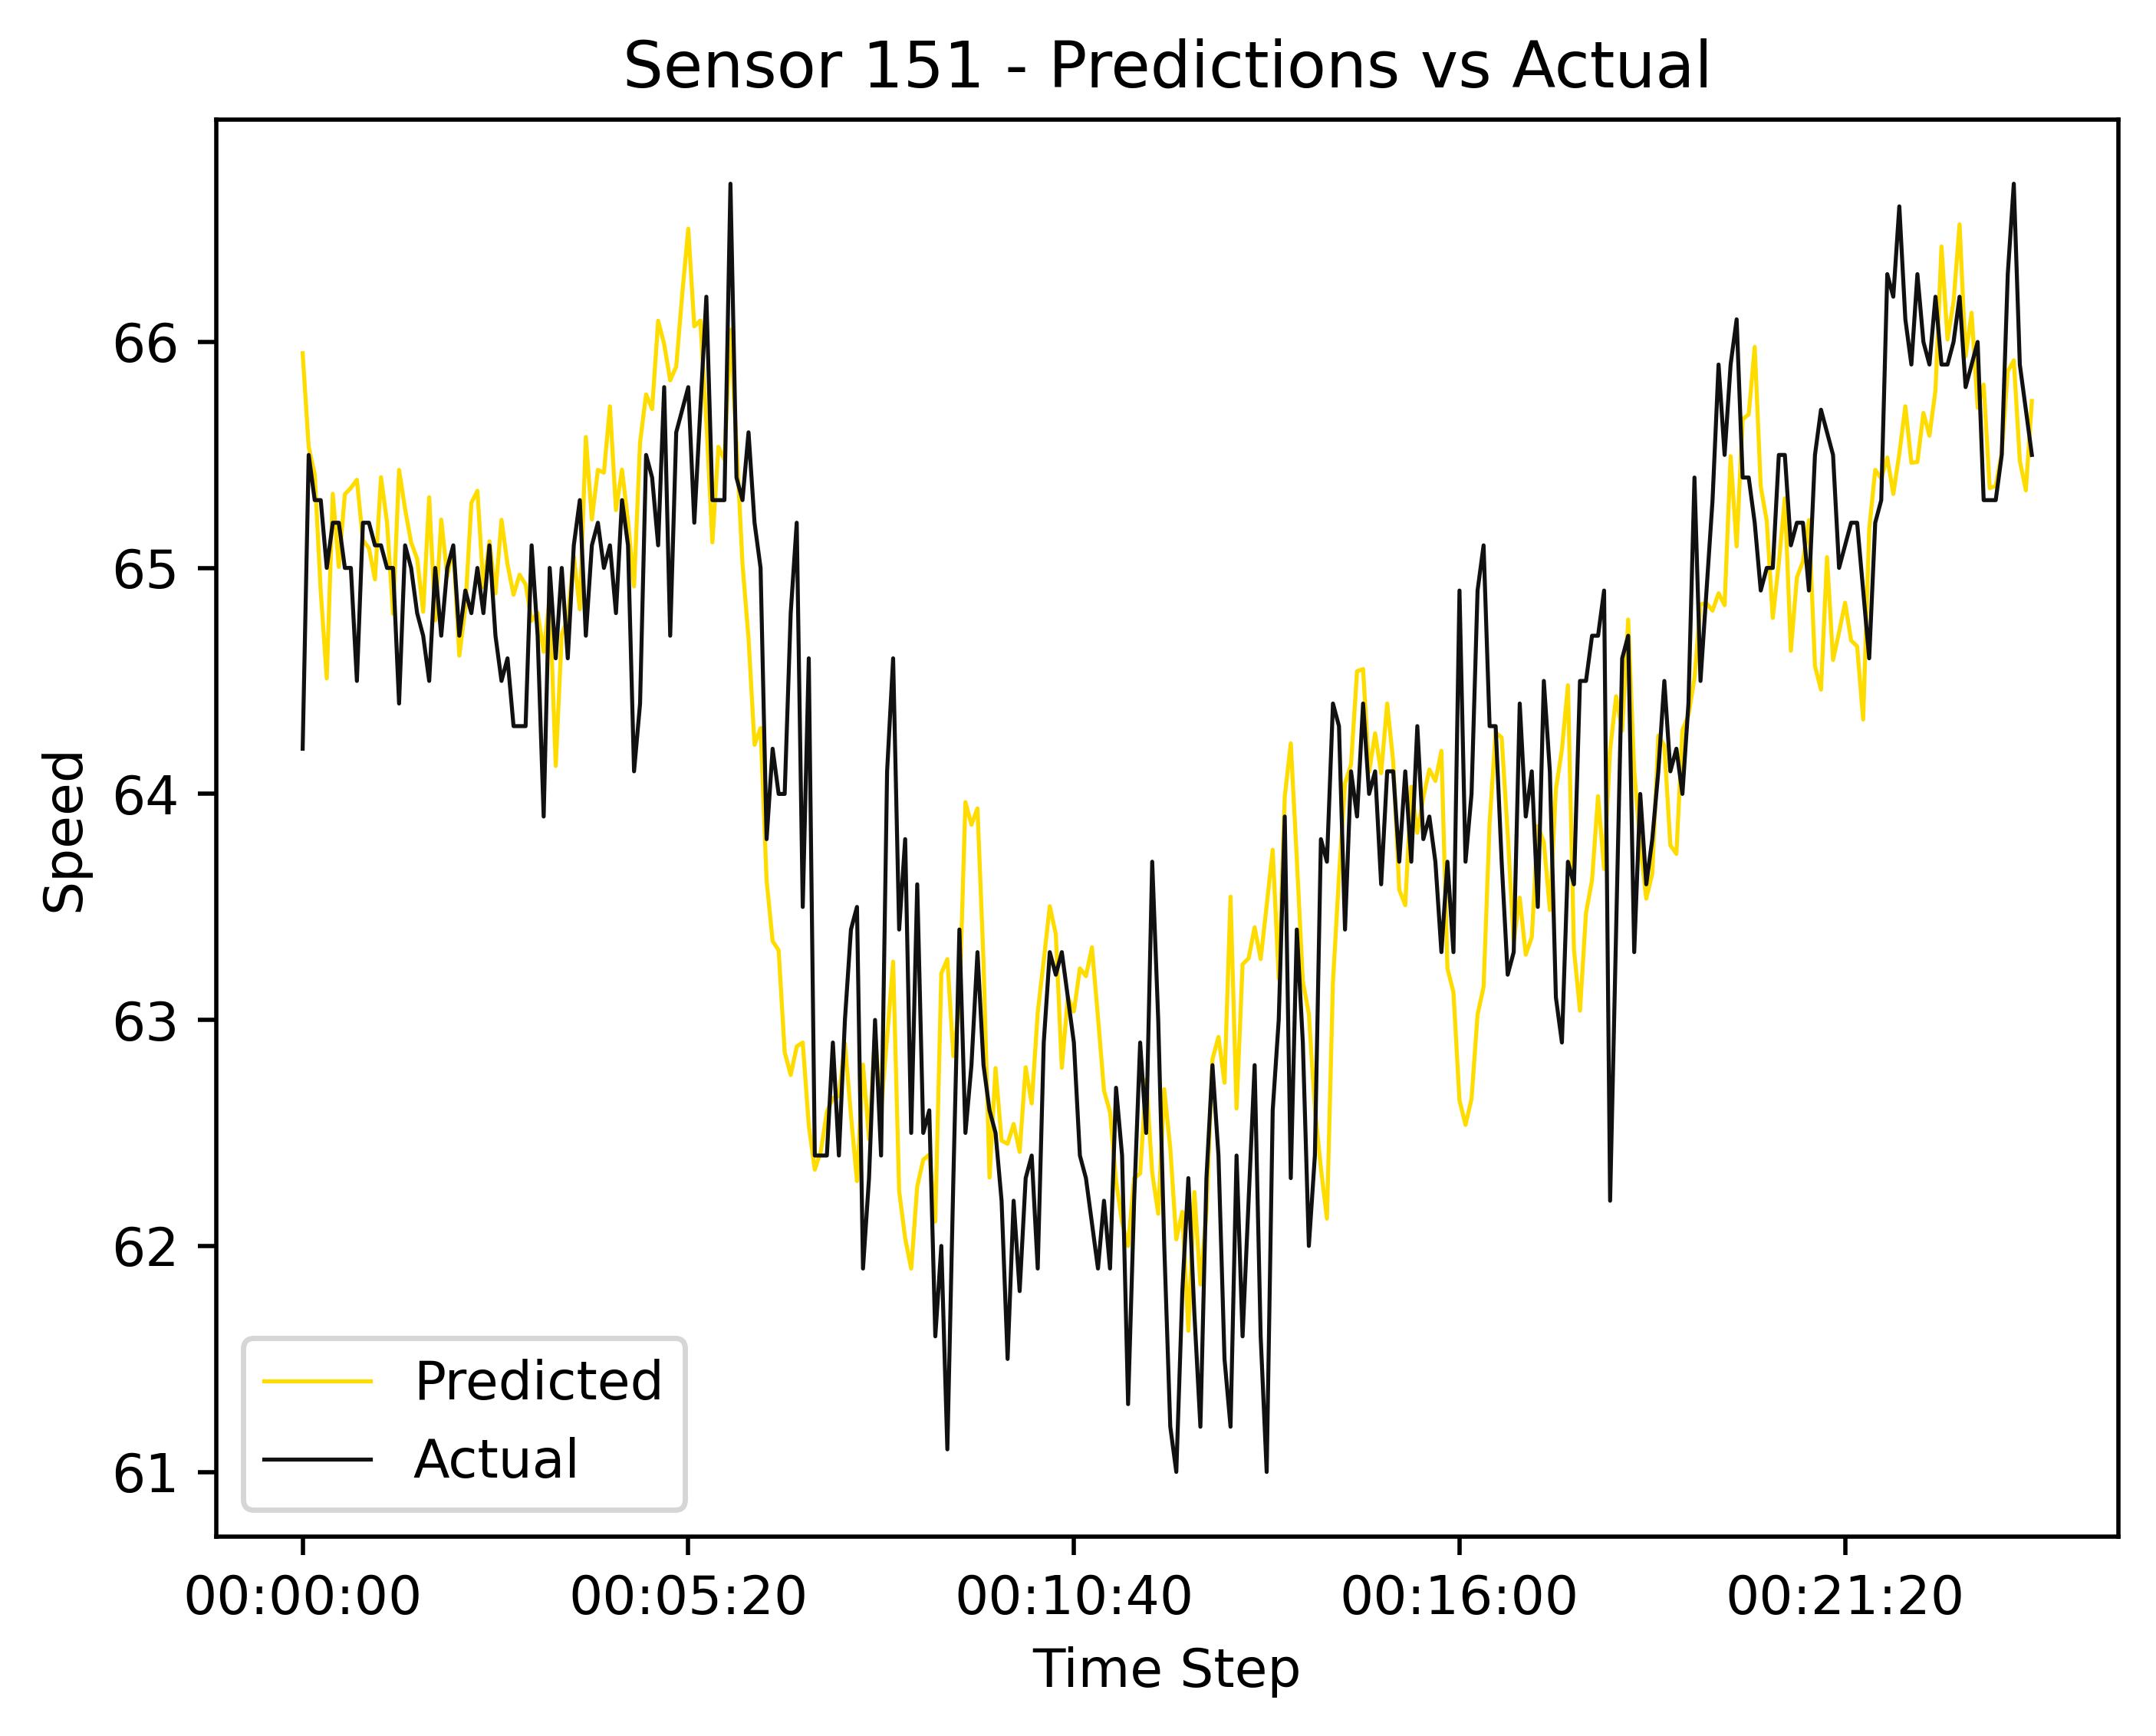 Sensor 151 - Predictions vs Actual
66
65
64
63
62
61
Speed
Predicted
Actual
00:00:00 00:05:20 00:10:40 00:16:00 00:21:20
Time Step